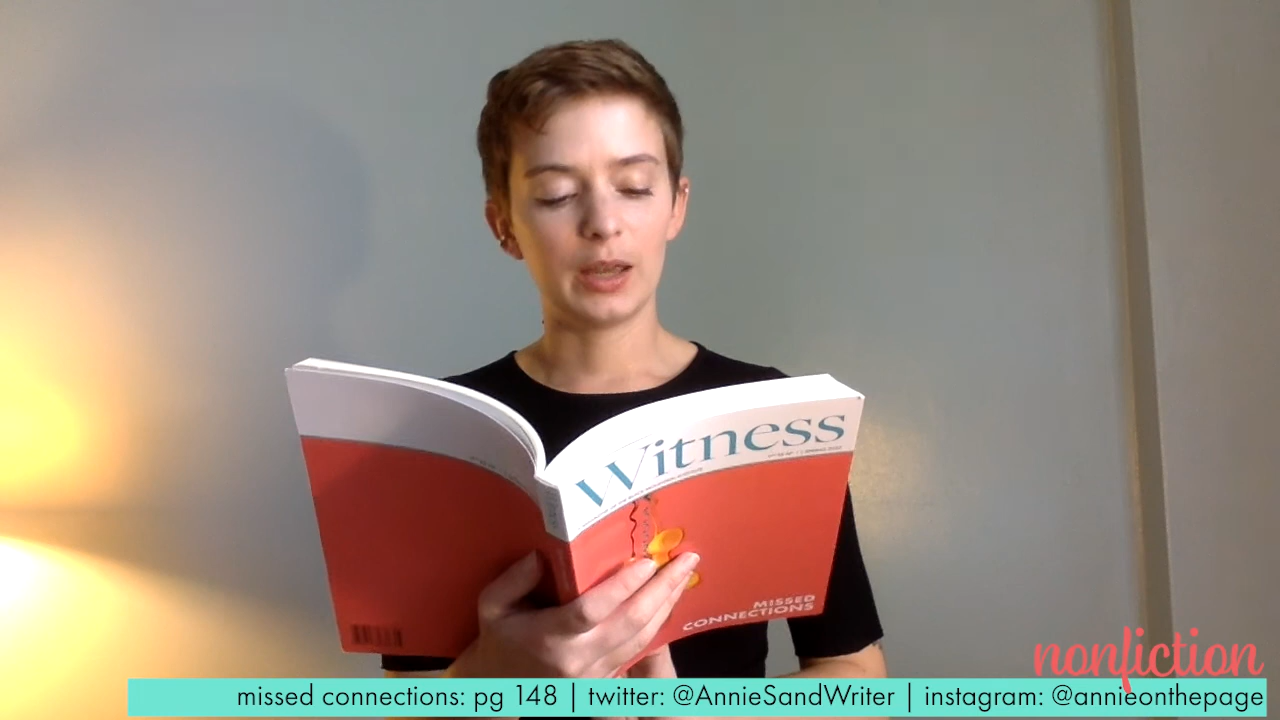 Witness
MISSED
CONNECTIONS
nonfiction
missed connections: pg 148 | twitter: @AnnieSandWriter | instagram: @annieonthepage